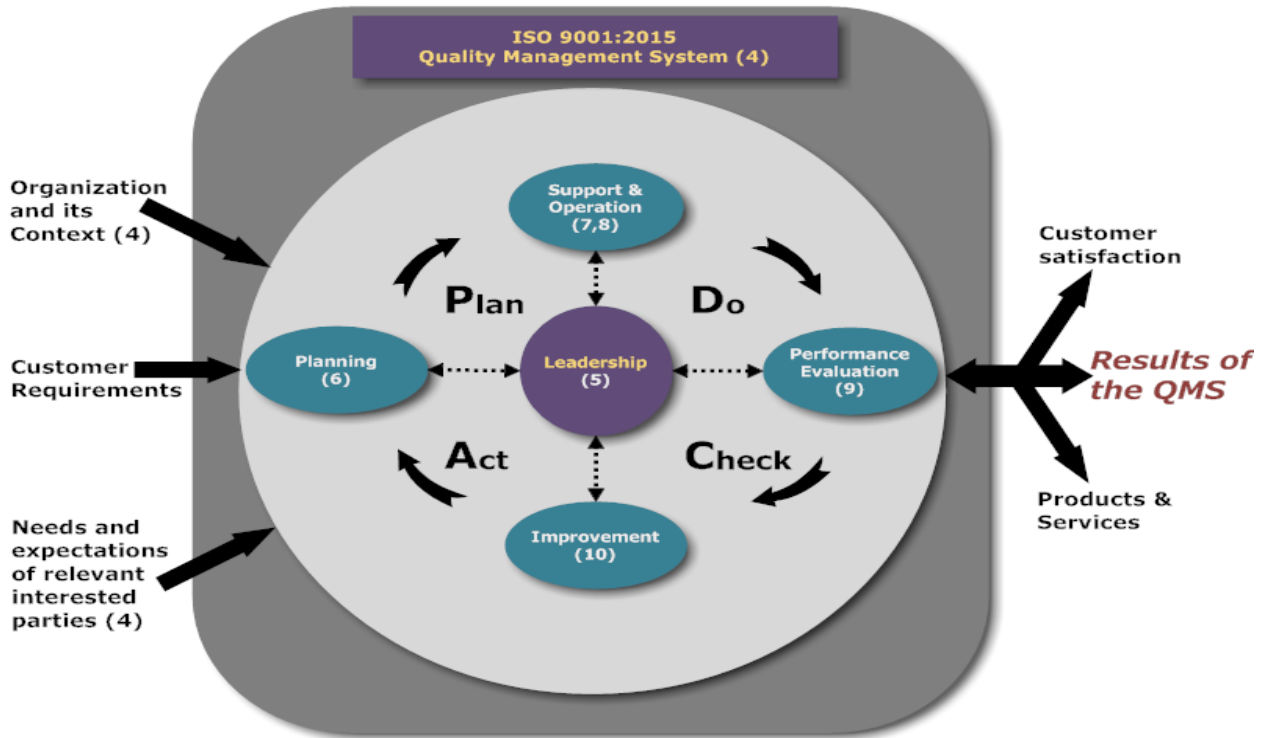 ISO 9001:2015
Quality Management System (4)
Organization
and its
Context (4)
Customer
Requirements
Needs and
expectations
of relevant
interested
parties (4)
Support &
Operation
(7,8)
Plan
Do
Planning
(6)
Leadership
(5)
Performance
Evaluation
(9)
Act
Check
Improvement
(10)
Customer
satisfaction
Results of
the QMS
Products &
Services